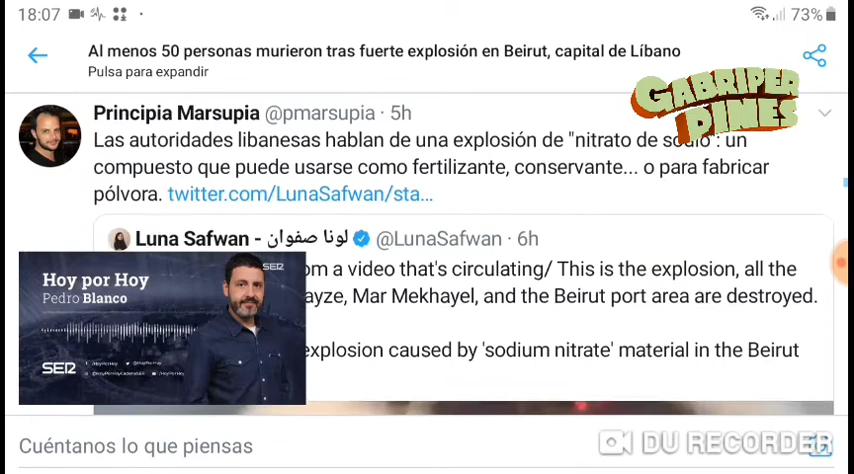 18:07
73%
Al menos 50 personas murieron tras fuerte explosión en Beirut, capital de Líbano
Pulsa para expandir
GABRIPER
DIMES
Principia Marsupia @pmarsupia · 5h
Las autoridades libanesas hablan de una explosión de "nitrato de sodio": un
compuesto que puede usarse como fertilizante, conservante... o para fabricar
pólvora. twitter.com/LunaSafwan/sta…
Luna Safwan - لونا صفوان @LunaSafwan · 6h
om a video that's circulating/ This is the explosion, all the
ayze, Mar Mekhayel, and the Beirut port area are destroyed.
explosion caused by 'sodium nitrate' material in the Beirut
SER
Hoy por Hoy
Pedro Blanco
SER
Cuéntanos lo que piensas
DU RECORDER